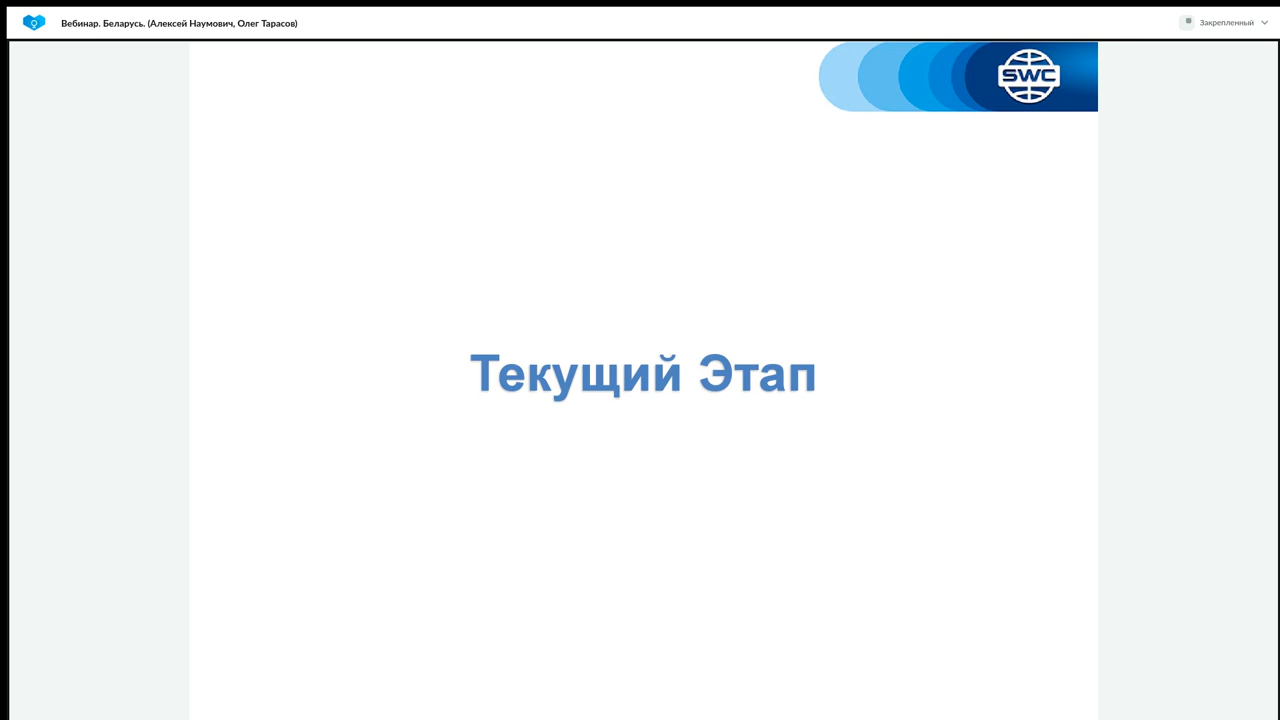 Вебинар. Беларусь. (Алексей Наумович, Олег Тарасов)
Закрепленный
SWC
Текущий Этап